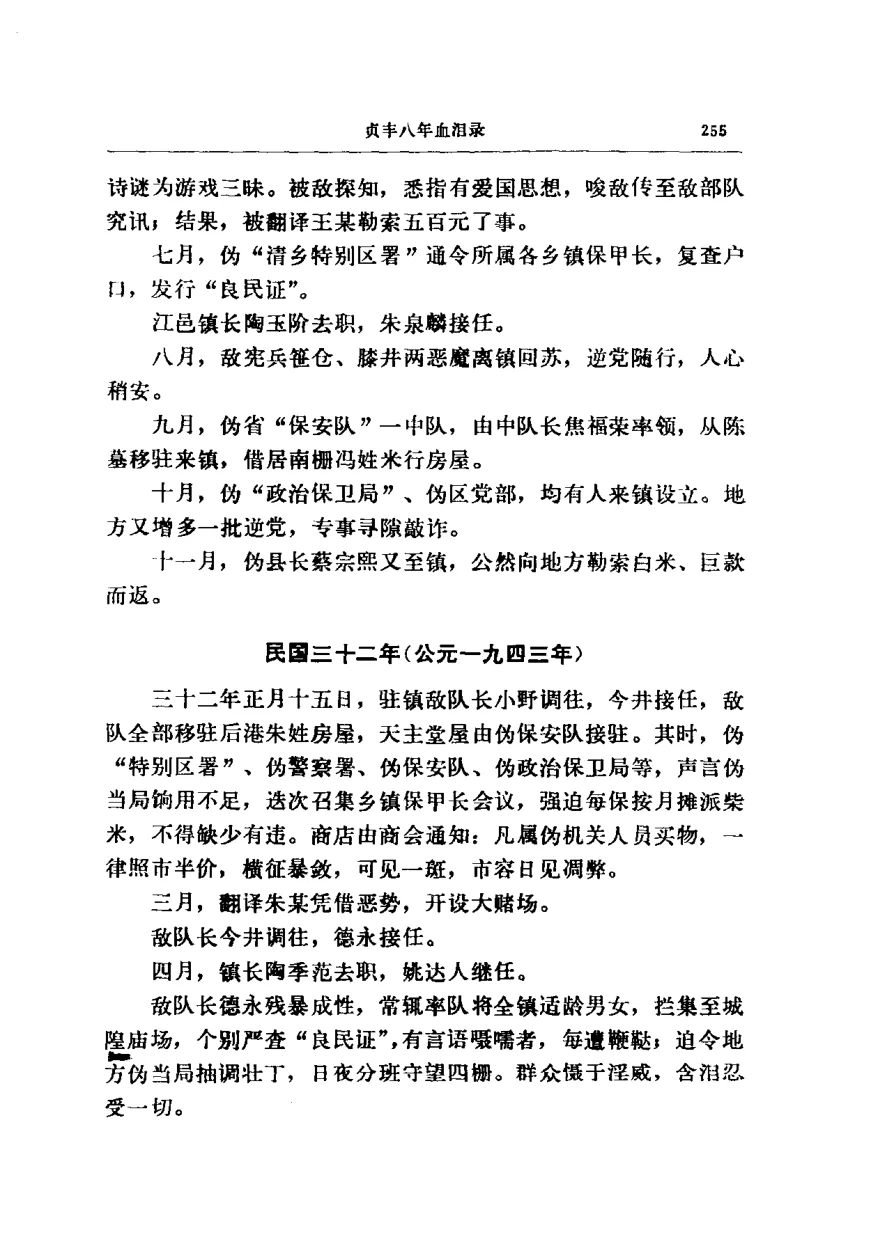 贞丰八年血泪录 255
诗谜为游戏三昧。被敌探知，悉指有爱国思想，唆敌传至敌部队
究讯；结果，被翻译王某勒索五百元了事。
七月，伪“清乡特别区署”通令所属各乡镇保甲长，复查户
口，发行“良民证”。
江邑镇长陶玉阶去职，朱泉麟接任。
八月，敌宪兵笹仓、膝井两恶魔离镇回苏，逆党随行，人心
稍安。
九月，伪省“保安队”一中队，由中队长焦福荣率领，从陈
墓移驻来镇，借居南栅冯姓米行房屋。
十月，伪“政治保卫局”、伪区党部，均有人来镇设立。地
方又增多一批逆党，专事寻隙敲诈。
十一月，伪县长蔡宗熙又至镇，公然向地方勒索白米、巨款
而返。
民国三十二年（公元一九四三年）
三十二年正月十五日，驻镇敌队长小野调往，今井接任，敌
队全部移驻后港朱姓房屋，天主堂屋由伪保安队接驻。其时，伪
“特别区署”、伪警察署、伪保安队、伪政治保卫局等，声言伪
当局饷用不足，迭次召集乡镇保甲长会议，强迫每保按月摊派柴
米，不得缺少有违。商店由商会通知：凡属伪机关人员买物，一
律照市半价，横征暴敛，可见一斑，市容日见凋弊。
三月，翻译朱某凭借恶势，开设大赌场。
敌队长今井调往，德永接任。
四月，镇长陶季范去职，姚达人继任。
敌队长德永残暴成性，常辄率队将全镇适龄男女，拦集至城
隍庙场，个别严查“良民证”，有言语嗫嚅者，每遭鞭鞑；迫令地
方伪当局抽调壮丁，日夜分班守望四栅。群众慑于淫威，含泪忍
受一切。